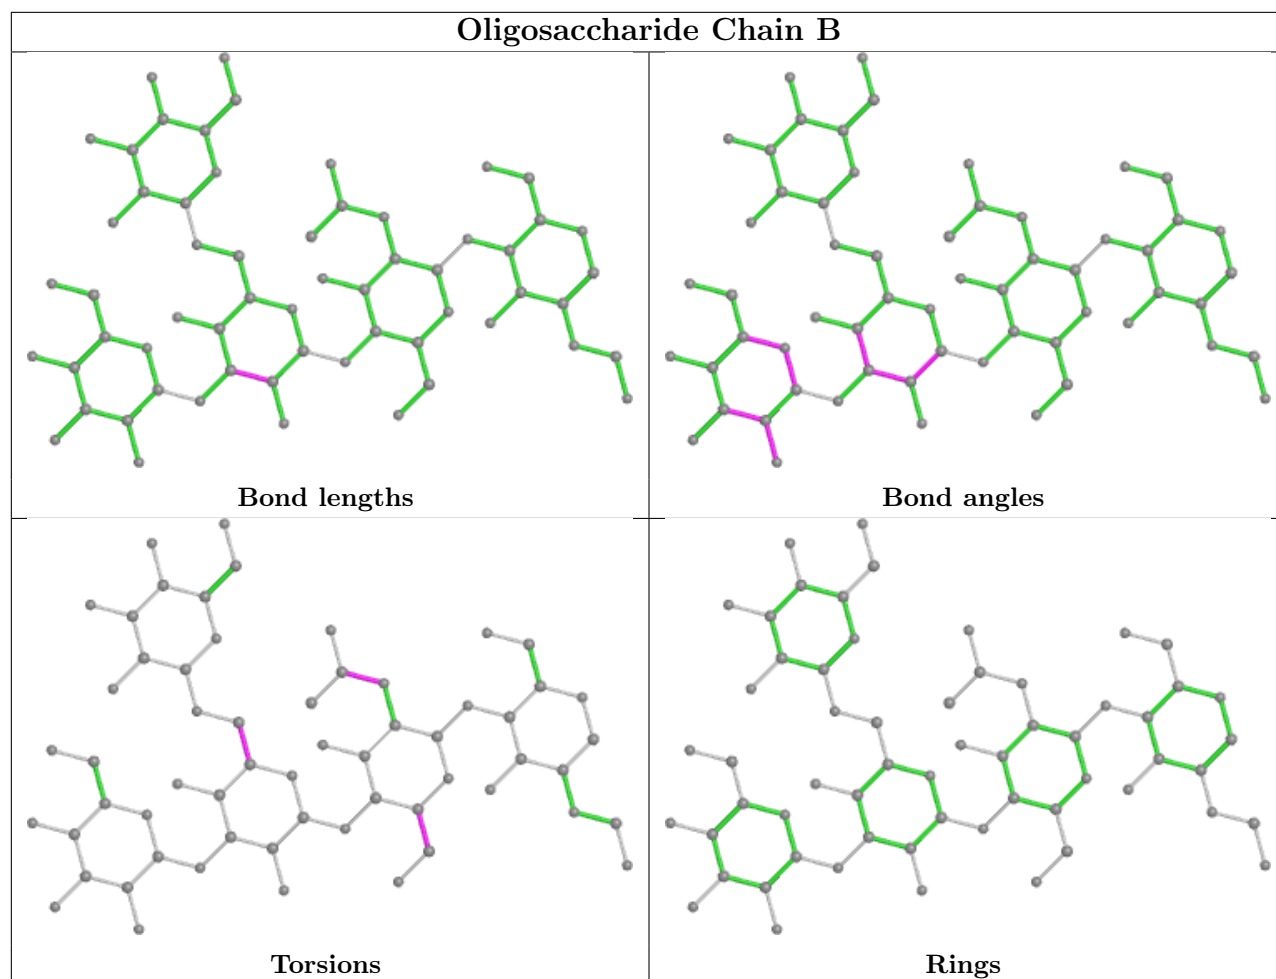 Oligosaccharide Chain B
Bond lengths
Bond angles
Torsions
Rings